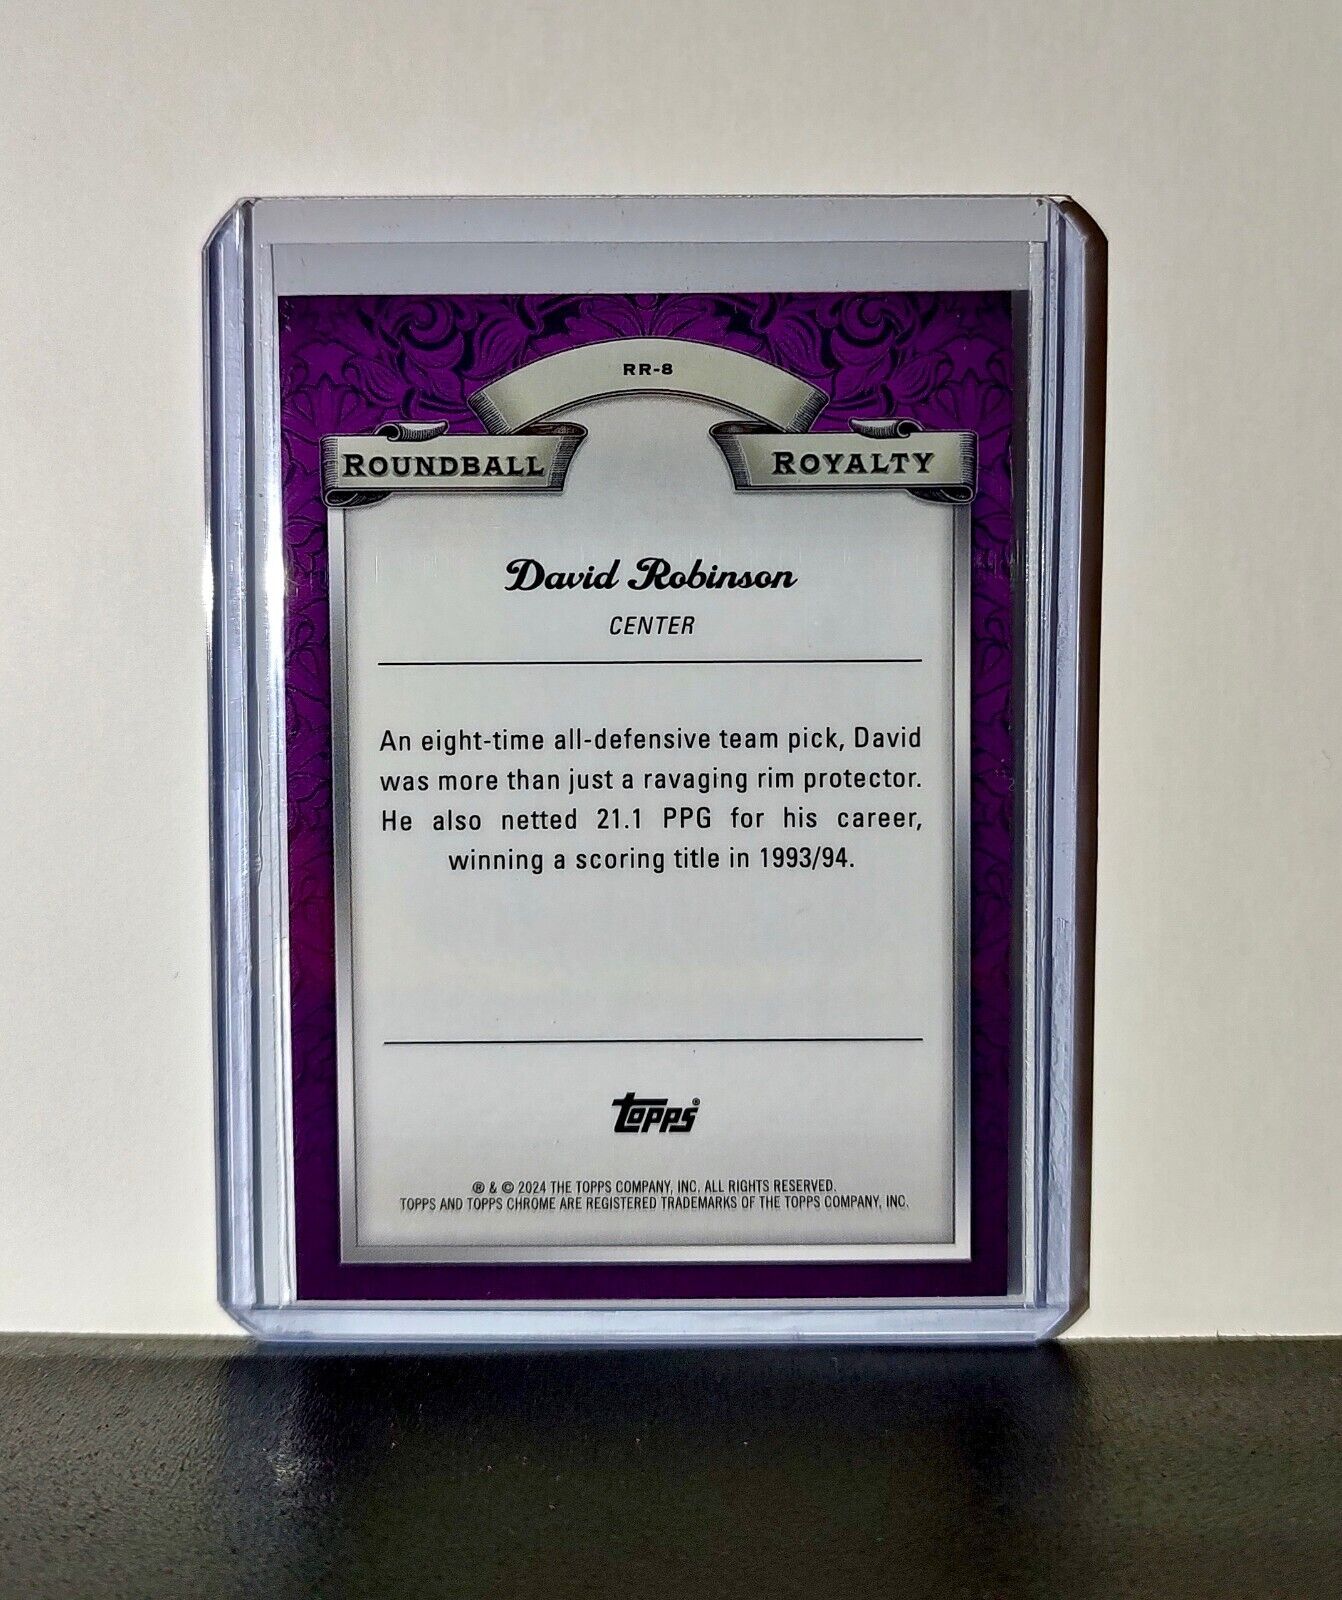 RR-8
ROUNDBALL ROYALTY
David Robinson
CENTER
An eight-time all-defensive team pick, David
was more than just a ravaging rim protector.
He also netted 21.1 PPG for his career,
winning a scoring title in 1993/94.
topps®
® & © 2024 THE TOPPS COMPANY, INC. ALL RIGHTS RESERVED.
TOPPS AND TOPPS CHROME ARE REGISTERED TRADEMARKS OF THE TOPPS COMPANY, INC.